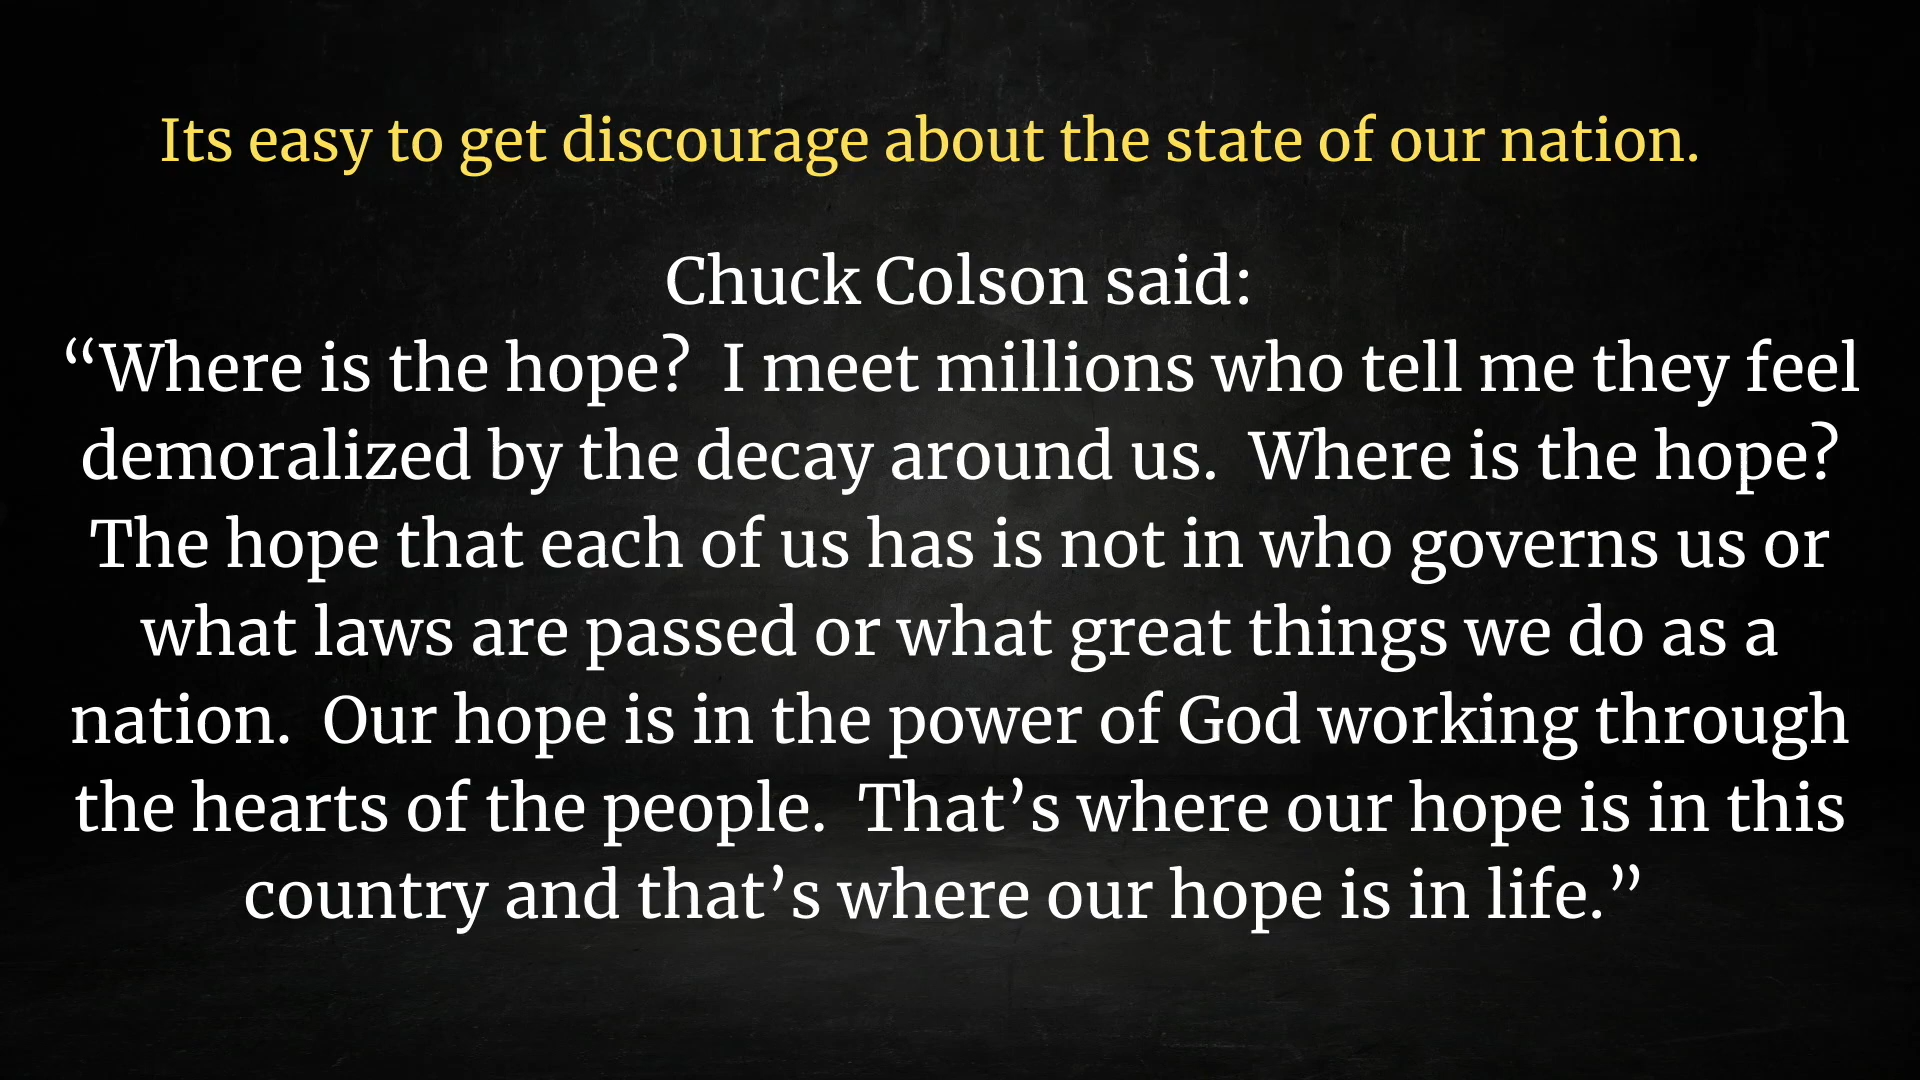 Its easy to get discourage about the state of our nation.
Chuck Colson said:
“Where is the hope?  I meet millions who tell me they feel
demoralized by the decay around us.  Where is the hope?
The hope that each of us has is not in who governs us or
what laws are passed or what great things we do as a
nation.  Our hope is in the power of God working through
the hearts of the people.  That’s where our hope is in this
country and that’s where our hope is in life.”